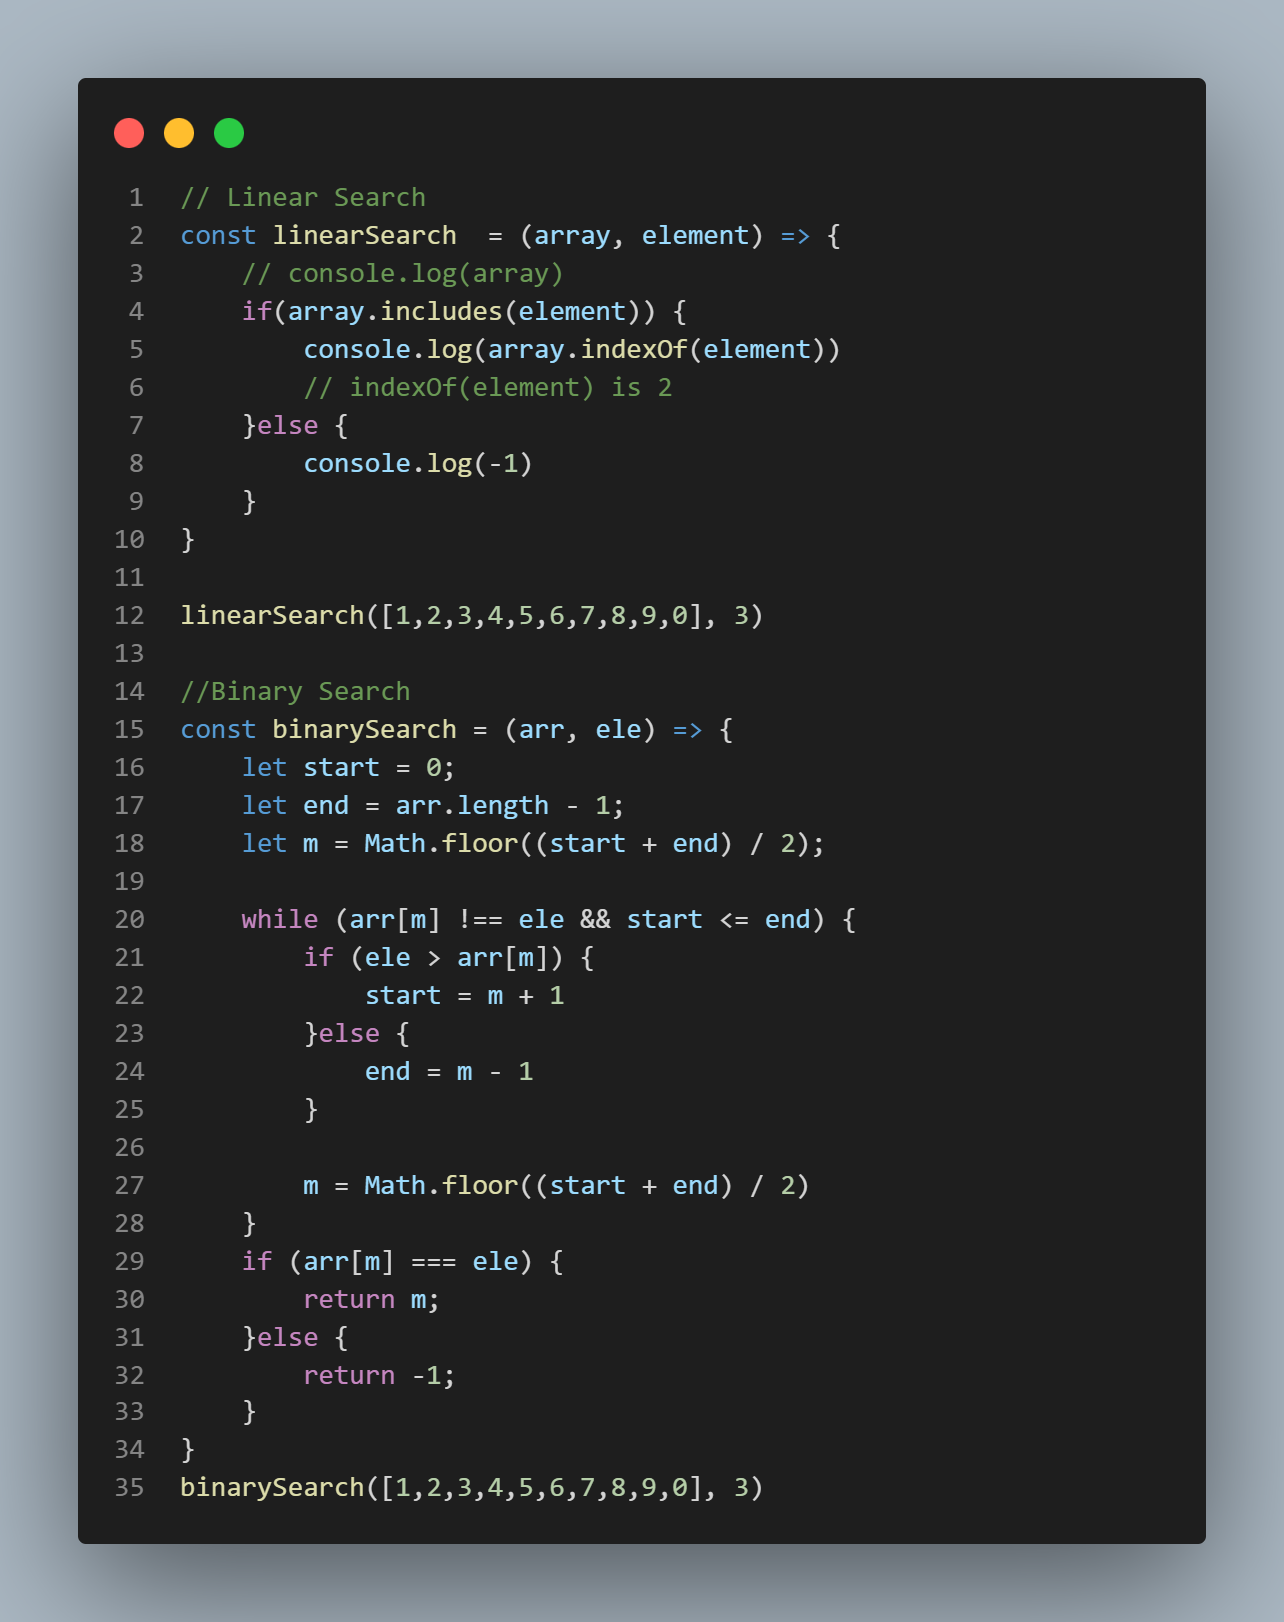 1 // Linear Search
2 const linearSearch  = (array, element) => {
3     // console.log(array)
4     if(array.includes(element)) {
5         console.log(array.indexOf(element))
6         // indexOf(element) is 2
7     }else {
8         console.log(-1)
9     }
10 }
11
12 linearSearch([1,2,3,4,5,6,7,8,9,0], 3)
13
14 //Binary Search
15 const binarySearch = (arr, ele) => {
16     let start = 0;
17     let end = arr.length - 1;
18     let m = Math.floor((start + end) / 2);
19
20     while (arr[m] !== ele && start <= end) {
21         if (ele > arr[m]) {
22             start = m + 1
23         }else {
24             end = m - 1
25         }
26
27         m = Math.floor((start + end) / 2)
28     }
29     if (arr[m] === ele) {
30         return m;
31     }else {
32         return -1;
33     }
34 }
35 binarySearch([1,2,3,4,5,6,7,8,9,0], 3)